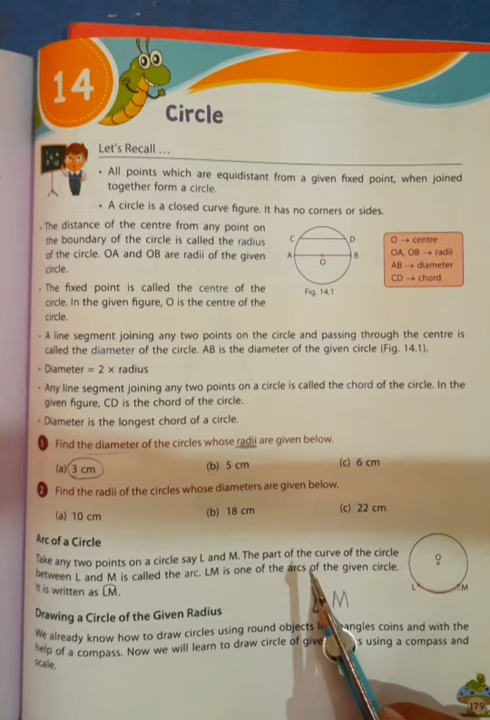 14
Circle
Let's Recall ...
• All points which are equidistant from a given fixed point, when joined
together form a circle.
• A circle is a closed curve figure. It has no corners or sides.
• The distance of the centre from any point on
the boundary of the circle is called the radius
of the circle. OA and OB are radii of the given
circle.
C D
A B
O
Fig. 14.1
O → centre
OA, OB → radii
AB → diameter
CD → chord
• The fixed point is called the centre of the
circle. In the given figure, O is the centre of the
circle.
• A line segment joining any two points on the circle and passing through the centre is
called the diameter of the circle. AB is the diameter of the given circle (Fig. 14.1).
• Diameter = 2 × radius
• Any line segment joining any two points on a circle is called the chord of the circle. In the
given figure, CD is the chord of the circle.
• Diameter is the longest chord of a circle.
1 Find the diameter of the circles whose radii are given below.
(a) 3 cm (b) 5 cm (c) 6 cm
2 Find the radii of the circles whose diameters are given below.
(a) 10 cm (b) 18 cm (c) 22 cm
Arc of a Circle
Take any two points on a circle say L and M. The part of the curve of the circle
between L and M is called the arc. LM is one of the arcs of the given circle.
It is written as LM.
O
L M
M
Drawing a Circle of the Given Radius
We already know how to draw circles using round objects angles coins and with the
help of a compass. Now we will learn to draw circle of using a compass and
scale.
179